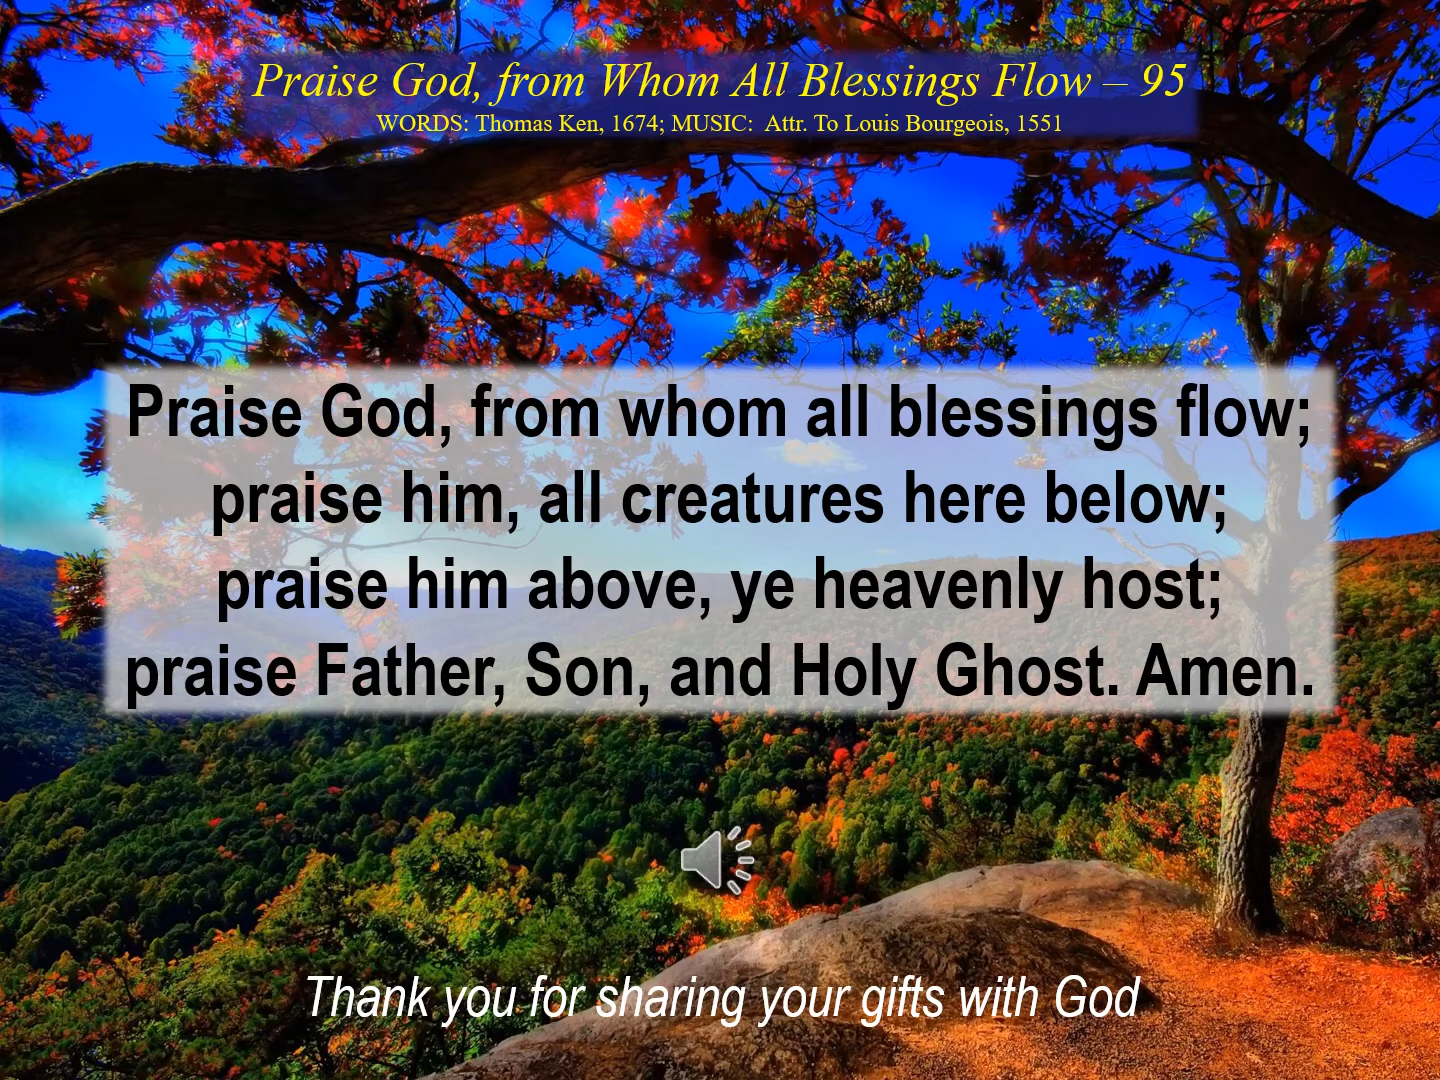 Praise God, from Whom All Blessings Flow – 95
WORDS: Thomas Ken, 1674; MUSIC:  Attr. To Louis Bourgeois, 1551
Praise God, from whom all blessings flow;
praise him, all creatures here below;
praise him above, ye heavenly host;
praise Father, Son, and Holy Ghost. Amen.
Thank you for sharing your gifts with God